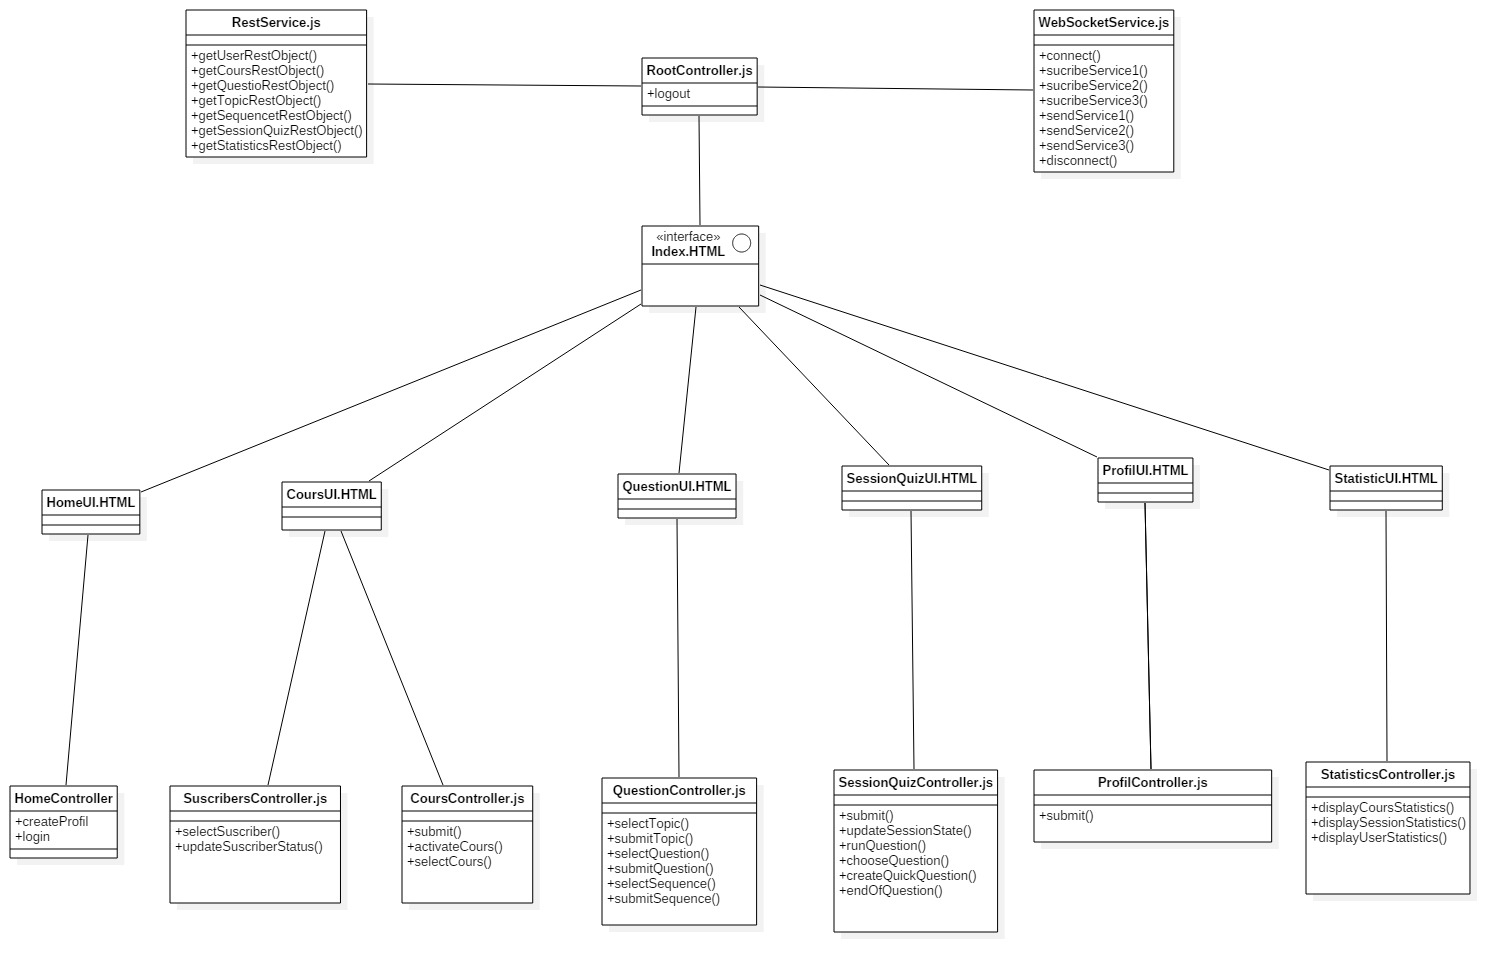 RestService.js
+getUserRestObject()
+getCoursRestObject()
+getQuestioRestObject()
+getTopicRestObject()
+getSequencetRestObject()
+getSessionQuizRestObject()
+getStatisticsRestObject()
RootController.js
+logout
WebSocketService.js
+connect()
+sucribeService1()
+sucribeService2()
+sucribeService3()
+sendService1()
+sendService2()
+sendService3()
+disconnect()
«interface»
Index.HTML
HomeUI.HTML
CoursUI.HTML
QuestionUI.HTML
SessionQuizUI.HTML
ProfilUI.HTML
StatisticUI.HTML
HomeController
+createProfil
+login
SuscribersController.js
+selectSuscriber()
+updateSuscriberStatus()
CoursController.js
+submit()
+activateCours()
+selectCours()
QuestionController.js
+selectTopic()
+submitTopic()
+selectQuestion()
+submitQuestion()
+selectSequence()
+submitSequence()
SessionQuizController.js
+submit()
+updateSessionState()
+runQuestion()
+chooseQuestion()
+createQuickQuestion()
+endOfQuestion()
ProfilController.js
+submit()
StatisticsController.js
+displayCoursStatistics()
+displaySessionStatistics()
+displayUserStatistics()